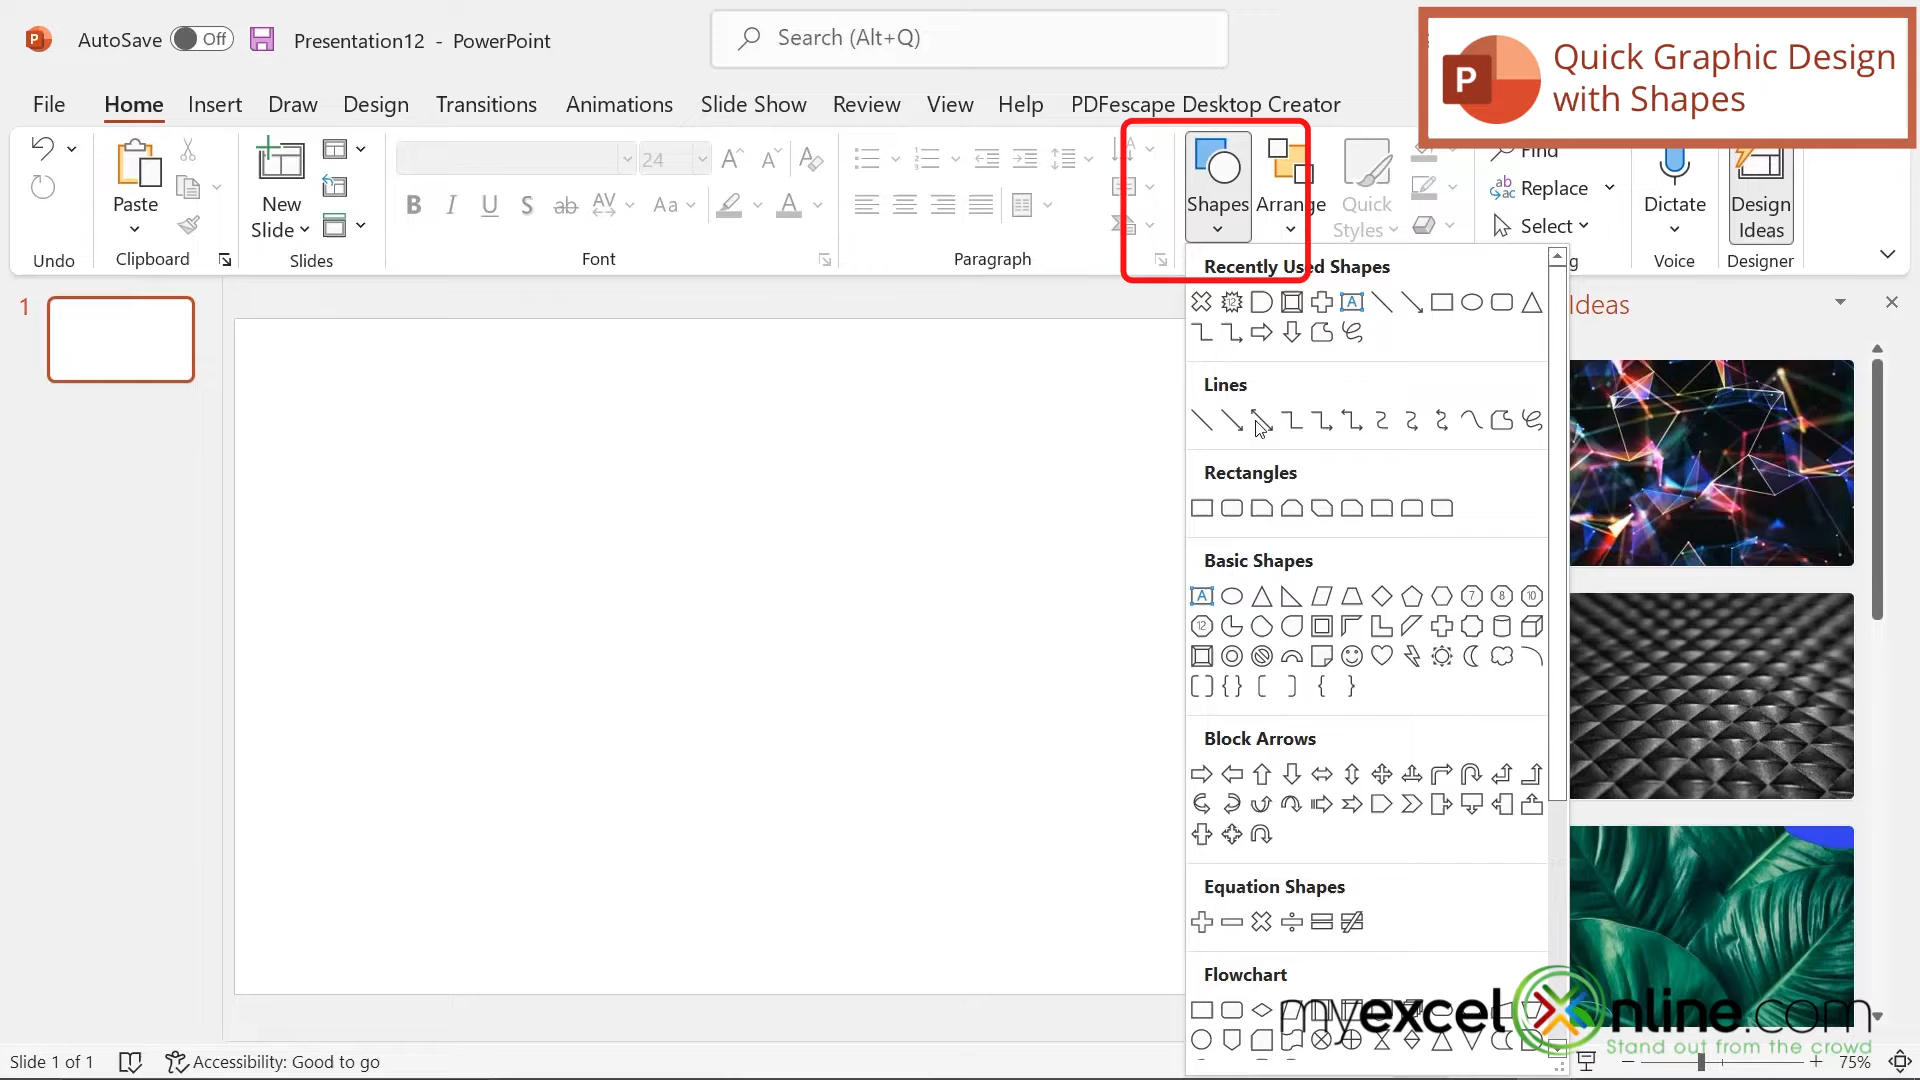 AutoSave Off Presentation12 - PowerPoint
Search (Alt+Q)
Quick Graphic Design
with Shapes
File Home Insert Draw Design Transitions Animations Slide Show Review View Help PDFescape Desktop Creator
Paste
New
Slide
24
B I U S ab AV Aa A
Shapes
Arrange
Quick
Styles
Find
Replace
Select
Dictate
Design
Ideas
Undo Clipboard Slides Font Paragraph Voice Designer
Recently Used Shapes
Ideas
Lines
Rectangles
Basic Shapes
Block Arrows
Equation Shapes
Flowchart
1
myexcelonline.com
Stand out from the crowd
Slide 1 of 1 Accessibility: Good to go 75%